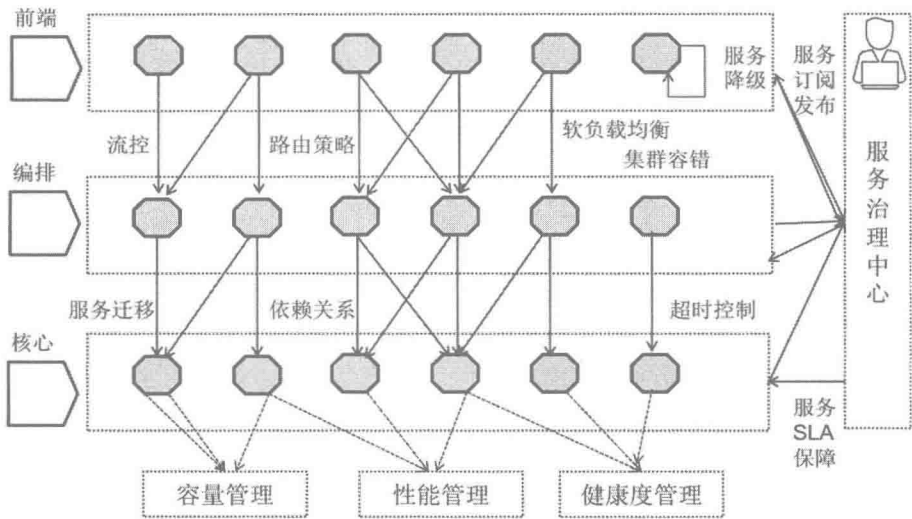 前端
服务
降级
服务
订阅
发布
流控
路由策略
软负载均衡
集群容错
编排
服务治理中心
服务迁移
依赖关系
超时控制
核心
服务
SLA
保障
容量管理
性能管理
健康度管理